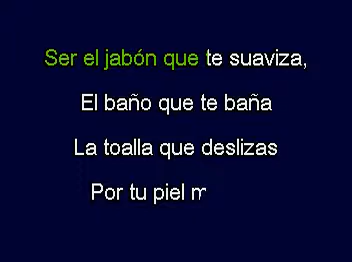 Ser el jabón que te suaviza,
El baño que te baña
La toalla que deslizas
Por tu piel